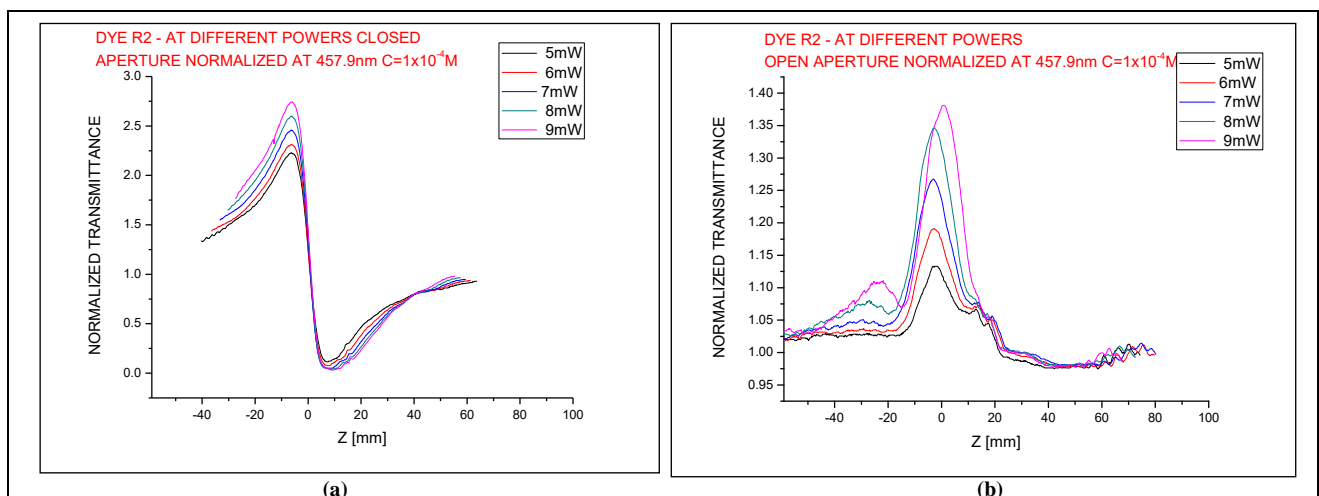 DYE R2 - AT DIFFERENT POWERS CLOSED
APERTURE NORMALIZED AT 457.9nm C=1x10⁻⁴M
5mW
6mW
7mW
8mW
9mW
3.0
2.5
2.0
1.5
1.0
0.5
0.0
NORMALIZED TRANSMITTANCE
-40 -20 0 20 40 60 80 100
Z [mm]
(a)
DYE R2 - AT DIFFERENT POWERS
OPEN APERTURE NORMALIZED AT 457.9nm C=1x10⁻⁴M
5mW
6mW
7mW
8mW
9mW
1.40
1.35
1.30
1.25
1.20
1.15
1.10
1.05
1.00
0.95
NORMALIZED TRANSMITTANCE
-40 -20 0 20 40 60 80 100
Z [mm]
(b)